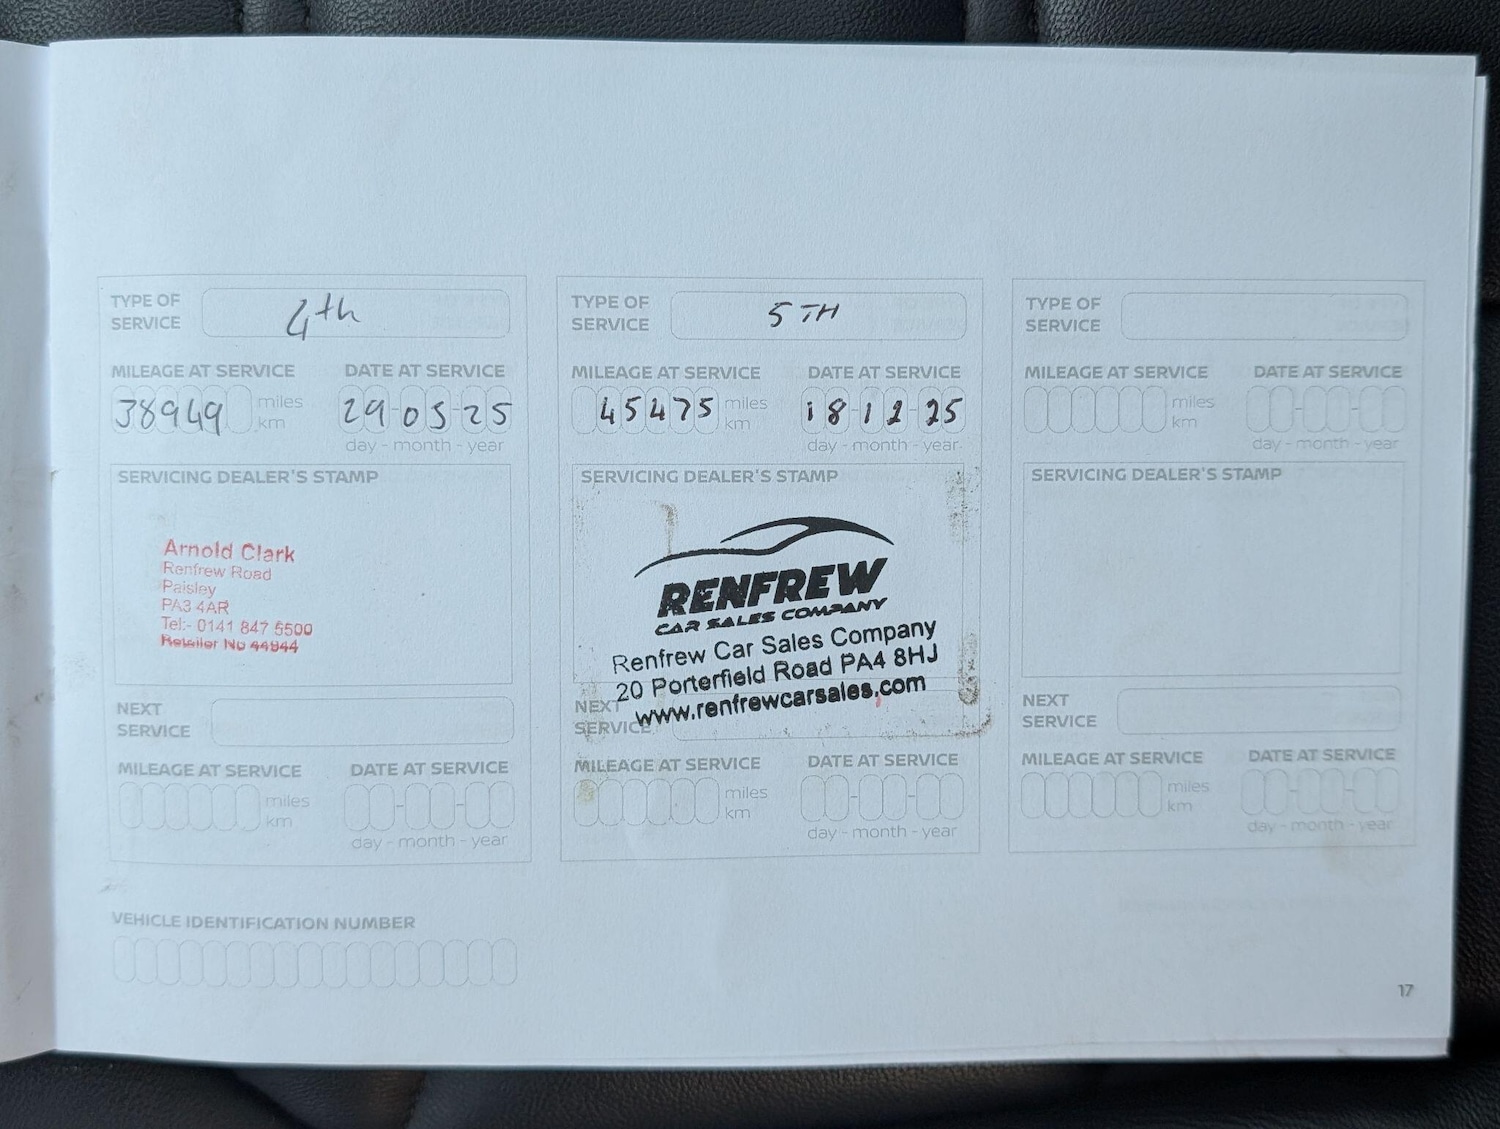 TYPE OF
SERVICE
4th
MILEAGE AT SERVICE
DATE AT SERVICE
38949
miles
km
29-05-25
day - month - year
SERVICING DEALER'S STAMP
Arnold Clark
Renfrew Road
Paisley
PA3 4AR
Tel:- 0141 847 5500
Retailer No 44944
NEXT
SERVICE
MILEAGE AT SERVICE
DATE AT SERVICE
miles
km
day - month - year
TYPE OF
SERVICE
5TH
MILEAGE AT SERVICE
DATE AT SERVICE
45475
miles
km
18-12-25
day - month - year
SERVICING DEALER'S STAMP
RENFREW
CAR SALES COMPANY
Renfrew Car Sales Company
20 Porterfield Road PA4 8HJ
www.renfrewcarsales.com
NEXT
SERVICE
MILEAGE AT SERVICE
DATE AT SERVICE
miles
km
day - month - year
TYPE OF
SERVICE
MILEAGE AT SERVICE
DATE AT SERVICE
miles
km
day - month - year
SERVICING DEALER'S STAMP
NEXT
SERVICE
MILEAGE AT SERVICE
DATE AT SERVICE
miles
km
day - month - year
VEHICLE IDENTIFICATION NUMBER
17